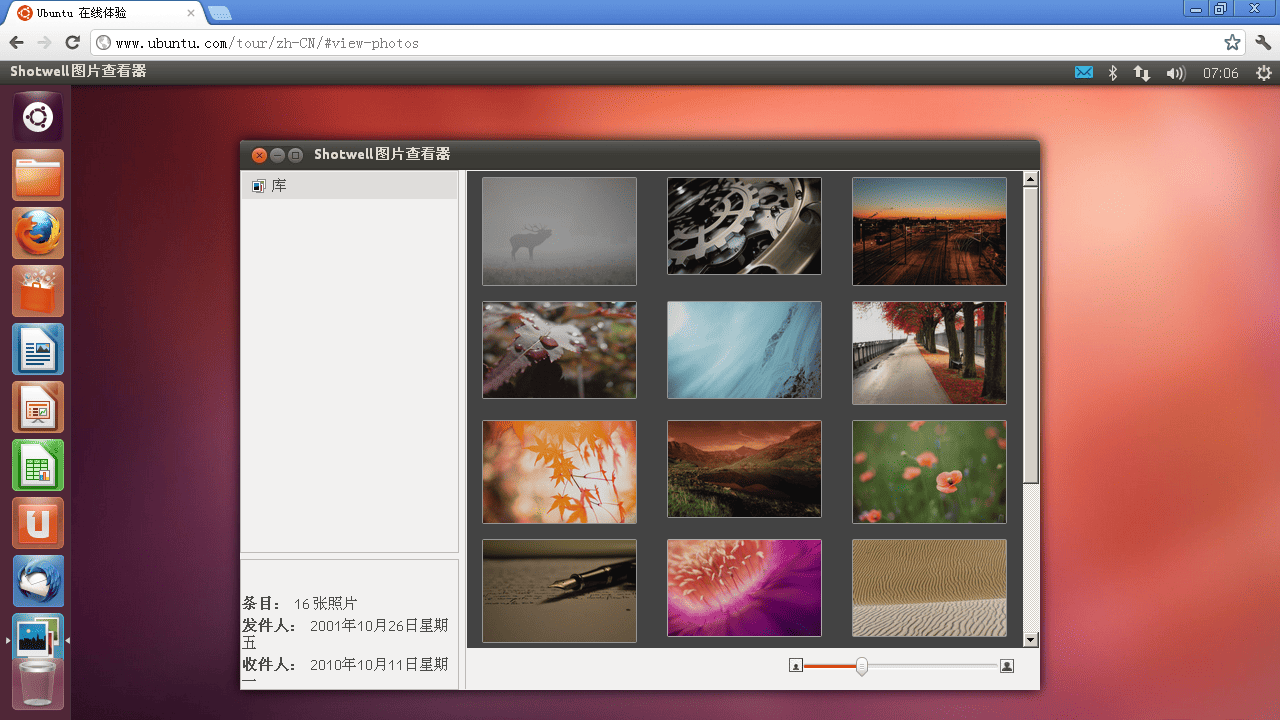 Ubuntu 在线体验
www.ubuntu.com/tour/zh-CN/#view-photos
Shotwell图片查看器
07:06
Shotwell图片查看器
库
条目： 16张照片
发件人： 2001年10月26日星期
五
收件人： 2010年10月11日星期